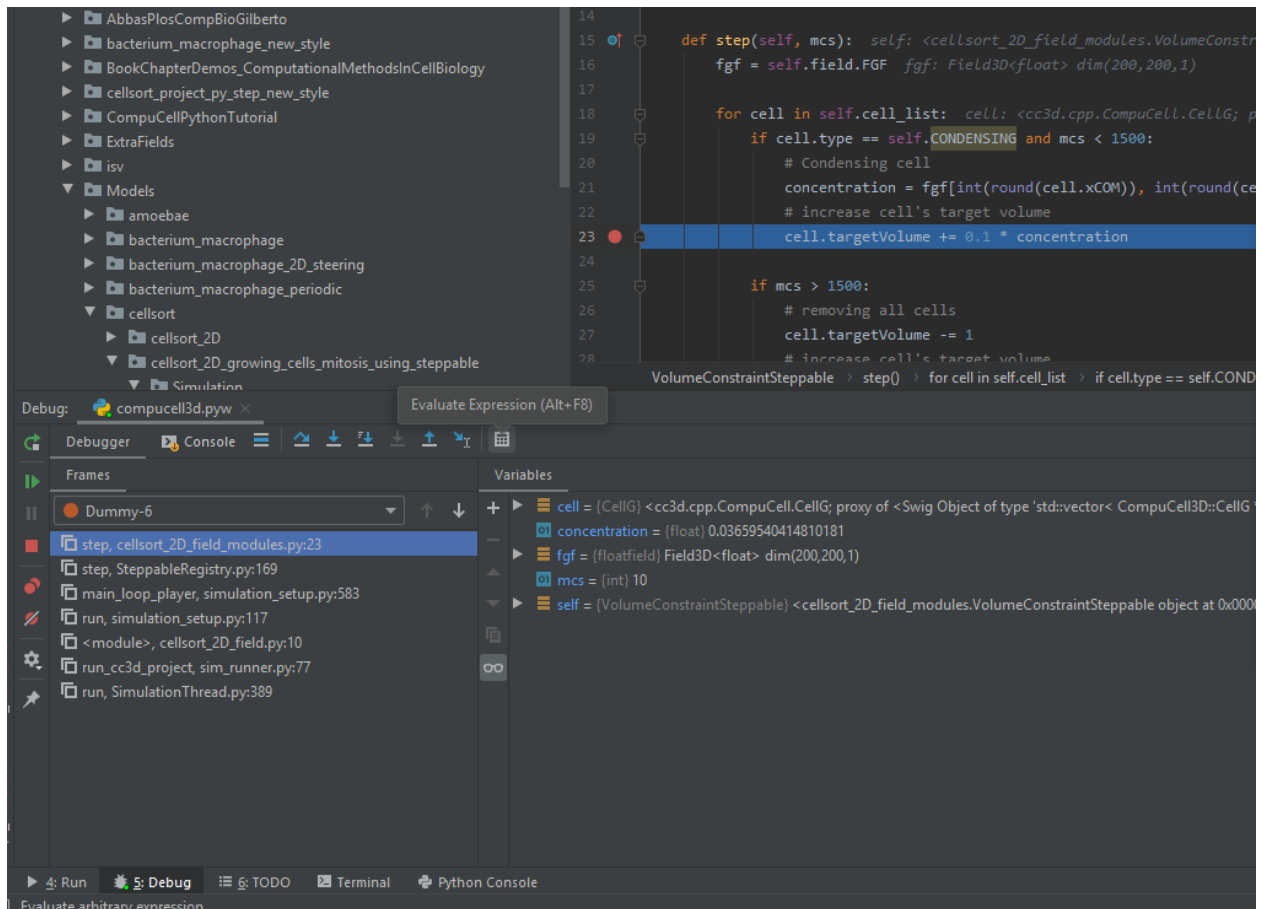 AbbasPlosCompBioGilberto
bacterium_macrophage_new_style
BookChapterDemos_ComputationalMethodsInCellBiology
cellsort_project_py_step_new_style
CompuCellPythonTutorial
ExtraFields
isv
Models
amoebae
bacterium_macrophage
bacterium_macrophage_2D_steering
bacterium_macrophage_periodic
cellsort
cellsort_2D
cellsort_2D_growing_cells_mitosis_using_steppable
Simulation
14
15 def step(self, mcs): self: <cellsort_2D_field_modules.VolumeConstr
16 fgf = self.field.FGF fgf: Field3D<float> dim(200,200,1)
17
18 for cell in self.cell_list: cell: <cc3d.cpp.CompuCell.CellG; p
19 if cell.type == self.CONDENSING and mcs < 1500:
20 # Condensing cell
21 concentration = fgf[int(round(cell.xCOM)), int(round(ce
22 # increase cell's target volume
23 cell.targetVolume += 0.1 * concentration
24
25 if mcs > 1500:
26 # removing all cells
27 cell.targetVolume -= 1
28 # increase cell's target volume
VolumeConstraintSteppable › step() › for cell in self.cell_list › if cell.type == self.COND
Evaluate Expression (Alt+F8)
Debug: compucell3d.pyw ×
Debugger Console
Frames
Dummy-6
step, cellsort_2D_field_modules.py:23
step, SteppableRegistry.py:169
main_loop_player, simulation_setup.py:583
run, simulation_setup.py:117
<module>, cellsort_2D_field.py:10
run_cc3d_project, sim_runner.py:77
run, SimulationThread.py:389
Variables
cell = {CellG} <cc3d.cpp.CompuCell.CellG; proxy of <Swig Object of type 'std::vector< CompuCell3D::CellG *
concentration = {float} 0.03659540414810181
fgf = {floatfield} Field3D<float> dim(200,200,1)
mcs = {int} 10
self = {VolumeConstraintSteppable} <cellsort_2D_field_modules.VolumeConstraintSteppable object at 0x0000
4: Run 5: Debug 6: TODO Terminal Python Console
Evaluate arbitrary expression